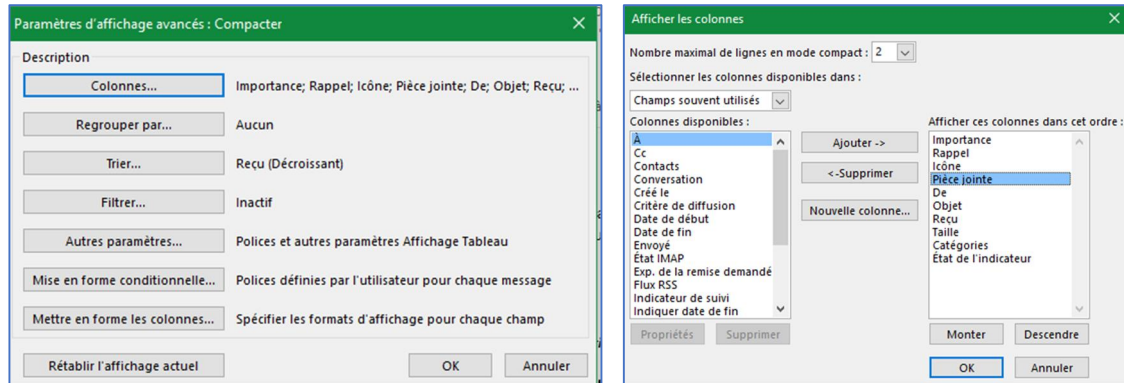 Paramètres d'affichage avancés : Compacter
Description
Colonnes... Importance; Rappel; Icône; Pièce jointe; De; Objet; Reçu; ...
Regrouper par... Aucun
Trier... Reçu (Décroissant)
Filtrer... Inactif
Autres paramètres... Polices et autres paramètres Affichage Tableau
Mise en forme conditionnelle... Polices définies par l'utilisateur pour chaque message
Mettre en forme les colonnes... Spécifier les formats d'affichage pour chaque champ
Rétablir l'affichage actuel OK Annuler
Afficher les colonnes
Nombre maximal de lignes en mode compact : 2
Sélectionner les colonnes disponibles dans :
Champs souvent utilisés
Colonnes disponibles :
À
Cc
Contacts
Conversation
Créé le
Critère de diffusion
Date de début
Date de fin
Envoyé
État IMAP
Exp. de la remise demandé
Flux RSS
Indicateur de suivi
Indiquer date de fin
Propriétés Supprimer
Ajouter ->
<-Supprimer
Nouvelle colonne...
Afficher ces colonnes dans cet ordre :
Importance
Rappel
Icône
Pièce jointe
De
Objet
Reçu
Taille
Catégories
État de l'indicateur
Monter Descendre
OK Annuler